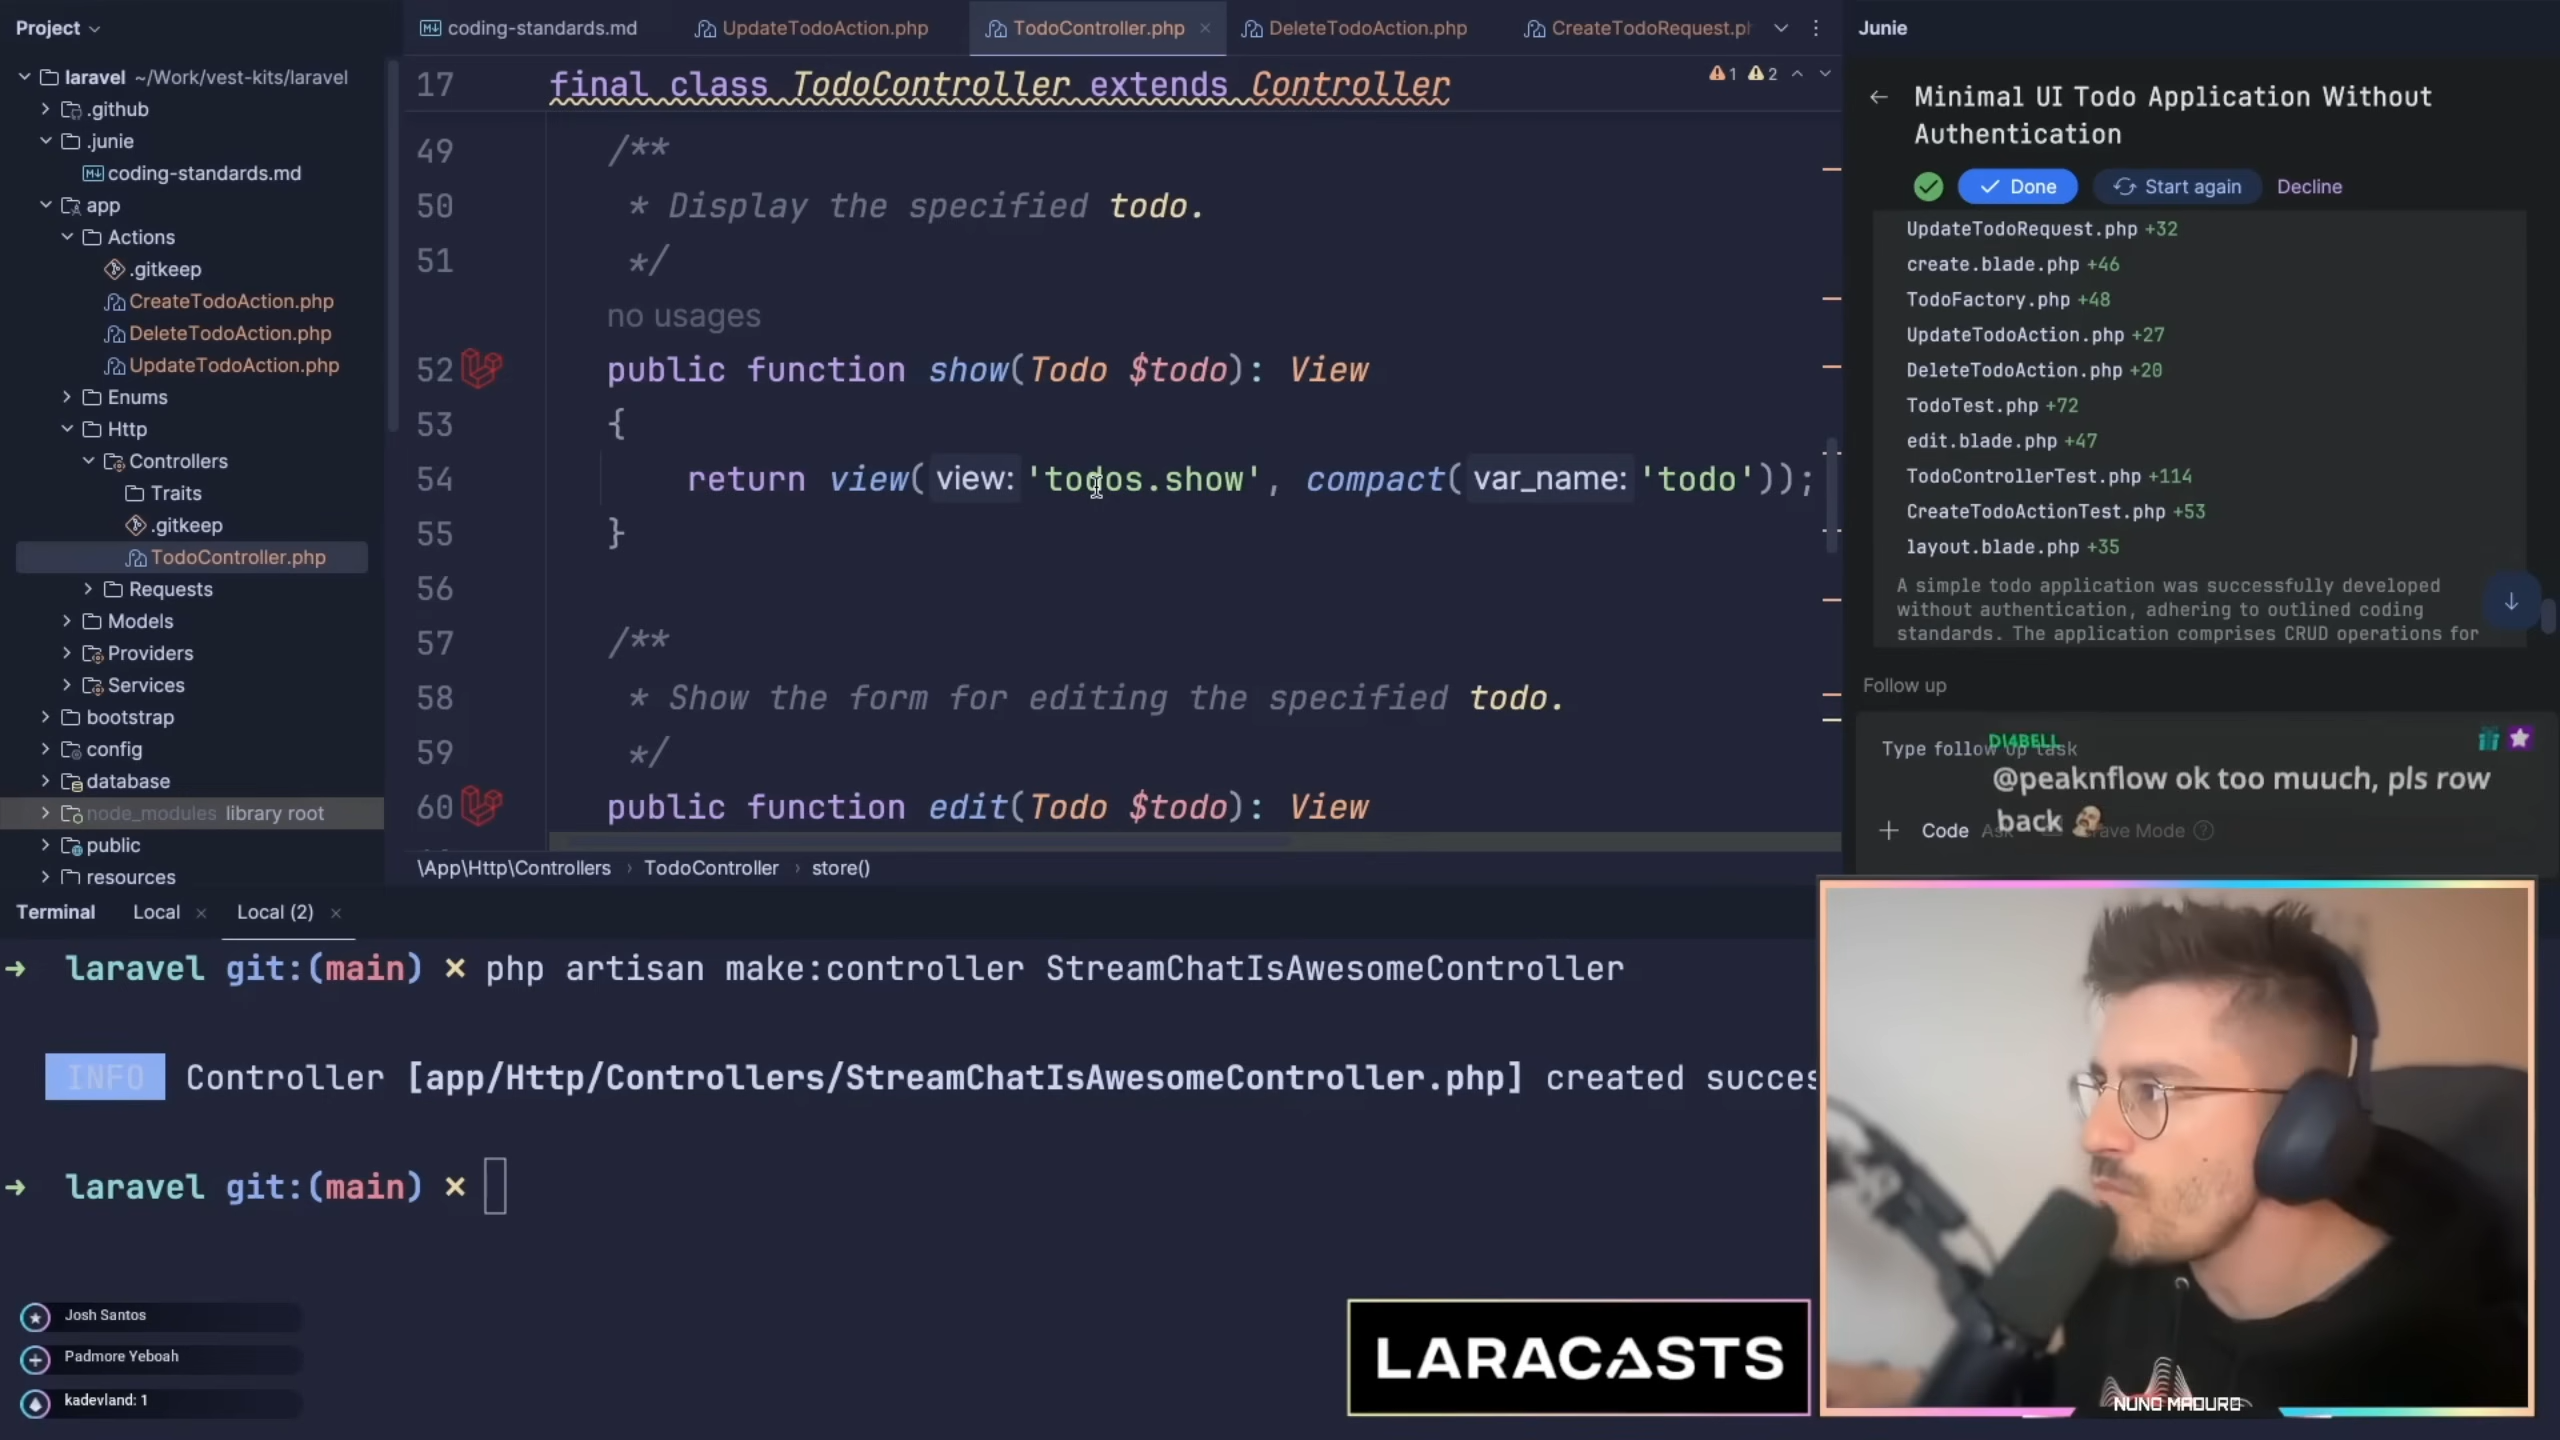 Project
laravel ~/Work/vest-kits/laravel
.github
.junie
coding-standards.md
app
Actions
.gitkeep
CreateTodoAction.php
DeleteTodoAction.php
UpdateTodoAction.php
Enums
Http
Controllers
Traits
.gitkeep
TodoController.php
Requests
Models
Providers
Services
bootstrap
config
database
node_modules library root
public
resources
coding-standards.md UpdateTodoAction.php TodoController.php DeleteTodoAction.php CreateTodoRequest.ph
17 final class TodoController extends Controller
1 2
49 /**
50 * Display the specified todo.
51 */
no usages
52 public function show(Todo $todo): View
53 {
54 return view( view: 'todos.show', compact( var_name: 'todo'));
55 }
56
57 /**
58 * Show the form for editing the specified todo.
59 */
60 public function edit(Todo $todo): View
\App\Http\Controllers › TodoController › store()
Junie
Minimal UI Todo Application Without
Authentication
Done Start again Decline
UpdateTodoRequest.php +32
create.blade.php +46
TodoFactory.php +48
UpdateTodoAction.php +27
DeleteTodoAction.php +20
TodoTest.php +72
edit.blade.php +47
TodoControllerTest.php +114
CreateTodoActionTest.php +53
layout.blade.php +35
A simple todo application was successfully developed
without authentication, adhering to outlined coding
standards. The application comprises CRUD operations for
Follow up
Type follow up task
DI4BELL
@peaknflow ok too muuch, pls row
back
Code Ask Brave Mode
Terminal Local Local (2)
→ laravel git:(main) × php artisan make:controller StreamChatIsAwesomeController
INFO Controller [app/Http/Controllers/StreamChatIsAwesomeController.php] created succes
→ laravel git:(main) ×
Josh Santos
Padmore Yeboah
kadevland: 1
LARACASTS
NUNO MADURO